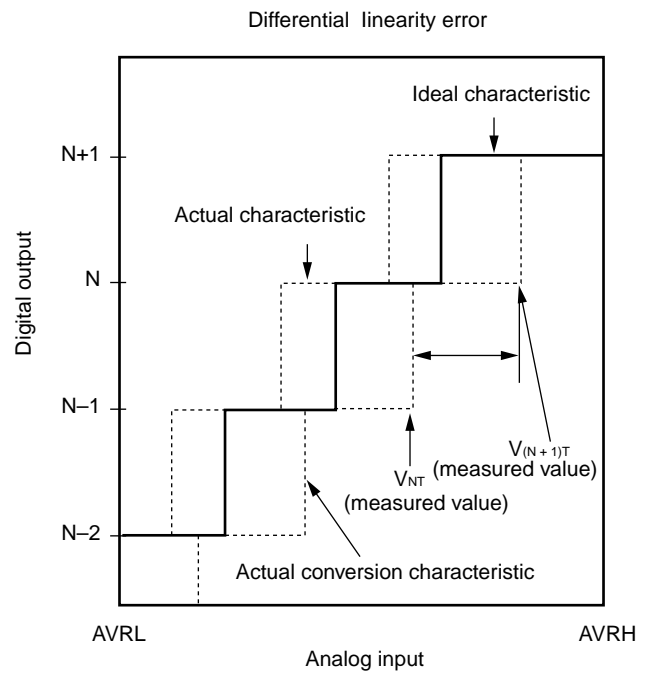 Differential linearity error
Ideal characteristic
N+1
Actual characteristic
N
Digital output
N–1
V(N + 1)T
VNT (measured value)
(measured value)
N–2
Actual conversion characteristic
AVRL
AVRH
Analog input